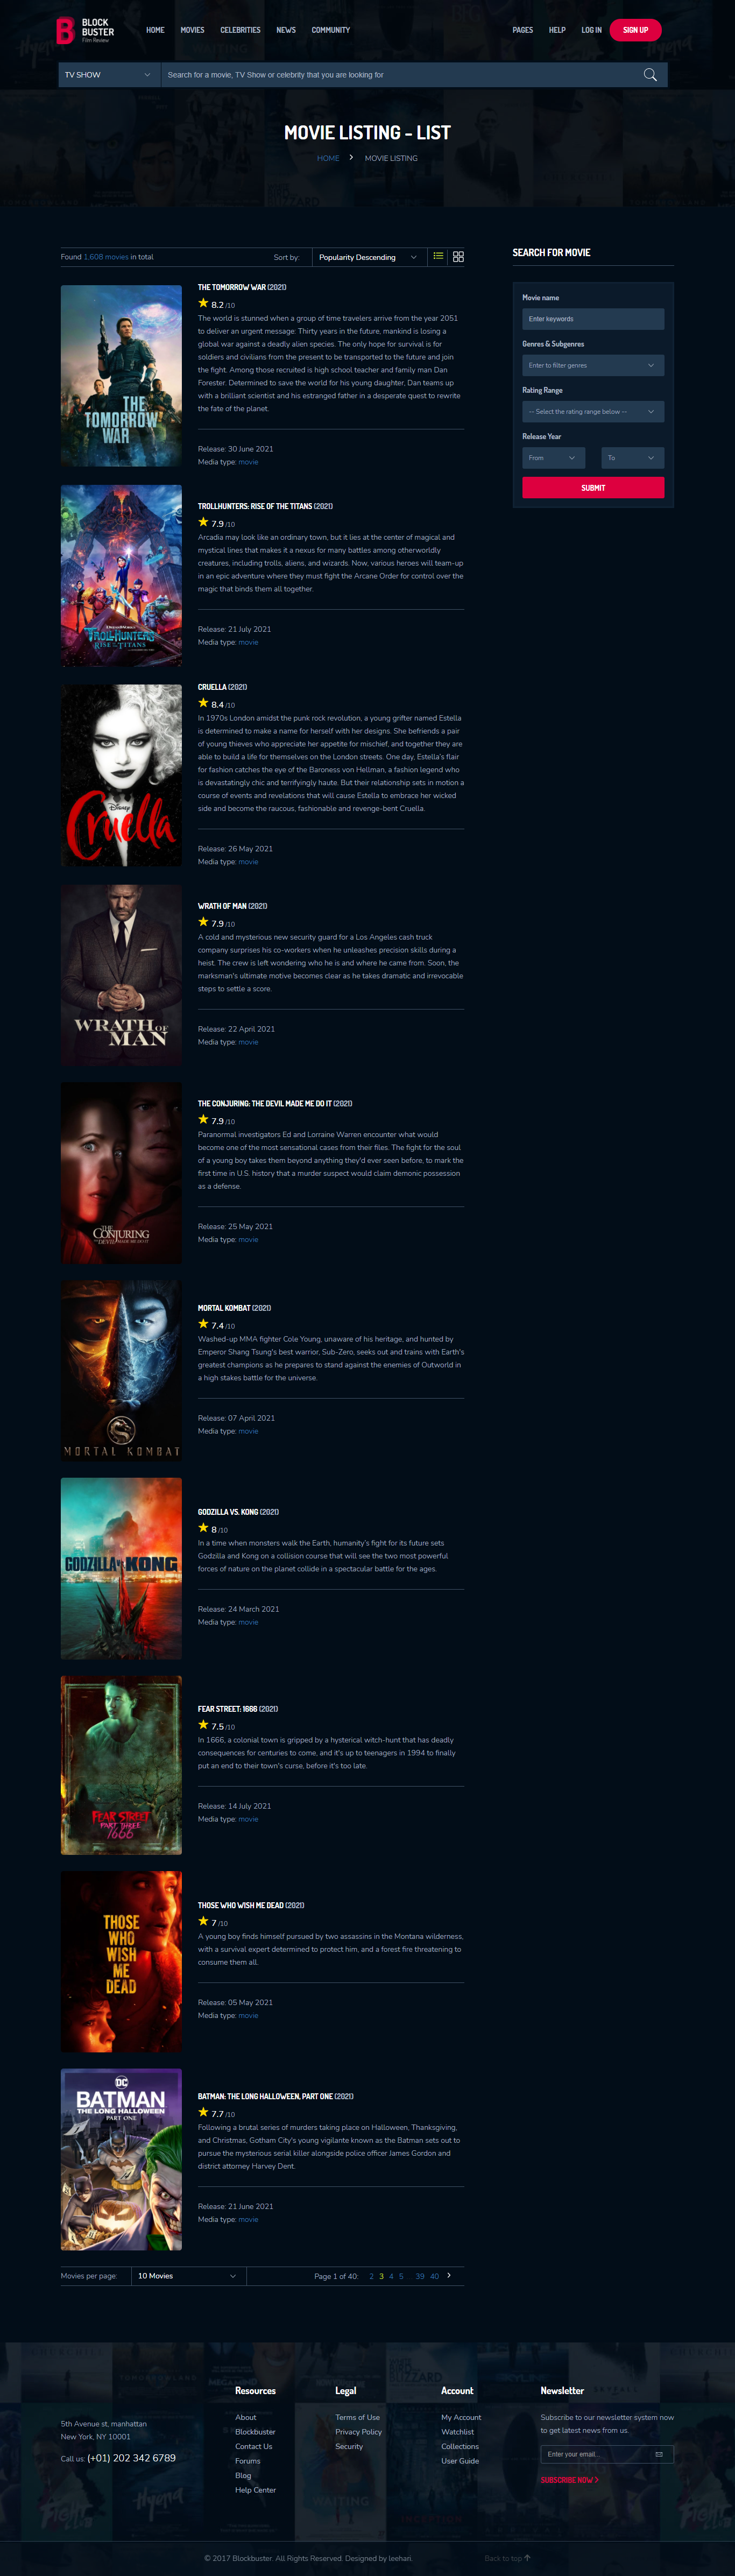 BLOCK
BUSTER
Film Review
HOME MOVIES CELEBRITIES NEWS COMMUNITY PAGES HELP LOG IN SIGN UP
TV SHOW Search for a movie, TV Show or celebrity that you are looking for
MOVIE LISTING - LIST
HOME MOVIE LISTING
Found 1,608 movies in total Sort by: Popularity Descending
THE TOMORROW WAR
THE TOMORROW WAR (2021)
8.2 /10
The world is stunned when a group of time travelers arrive from the year 2051
to deliver an urgent message: Thirty years in the future, mankind is losing a
global war against a deadly alien species. The only hope for survival is for
soldiers and civilians from the present to be transported to the future and join
the fight. Among those recruited is high school teacher and family man Dan
Forester. Determined to save the world for his young daughter, Dan teams up
with a brilliant scientist and his estranged father in a desperate quest to rewrite
the fate of the planet.
Release: 30 June 2021
Media type: movie
TROLLHUNTERS
RISE OF THE TITANS
TROLLHUNTERS: RISE OF THE TITANS (2021)
7.9 /10
Arcadia may look like an ordinary town, but it lies at the center of magical and
mystical lines that makes it a nexus for many battles among otherworldly
creatures, including trolls, aliens, and wizards. Now, various heroes will team-up
in an epic adventure where they must fight the Arcane Order for control over the
magic that binds them all together.
Release: 21 July 2021
Media type: movie
Disney
Cruella
CRUELLA (2021)
8.4 /10
In 1970s London amidst the punk rock revolution, a young grifter named Estella
is determined to make a name for herself with her designs. She befriends a pair
of young thieves who appreciate her appetite for mischief, and together they are
able to build a life for themselves on the London streets. One day, Estella's flair
for fashion catches the eye of the Baroness von Hellman, a fashion legend who
is devastatingly chic and terrifyingly haute. But their relationship sets in motion a
course of events and revelations that will cause Estella to embrace her wicked
side and become the raucous, fashionable and revenge-bent Cruella.
Release: 26 May 2021
Media type: movie
WRATH OF
MAN
WRATH OF MAN (2021)
7.9 /10
A cold and mysterious new security guard for a Los Angeles cash truck
company surprises his co-workers when he unleashes precision skills during a
heist. The crew is left wondering who he is and where he came from. Soon, the
marksman's ultimate motive becomes clear as he takes dramatic and irrevocable
steps to settle a score.
Release: 22 April 2021
Media type: movie
THE
CONJURING
THE DEVIL MADE ME DO IT
THE CONJURING: THE DEVIL MADE ME DO IT (2021)
7.9 /10
Paranormal investigators Ed and Lorraine Warren encounter what would
become one of the most sensational cases from their files. The fight for the soul
of a young boy takes them beyond anything they'd ever seen before, to mark the
first time in U.S. history that a murder suspect would claim demonic possession
as a defense.
Release: 25 May 2021
Media type: movie
MORTAL KOMBAT
MORTAL KOMBAT (2021)
7.4 /10
Washed-up MMA fighter Cole Young, unaware of his heritage, and hunted by
Emperor Shang Tsung's best warrior, Sub-Zero, seeks out and trains with Earth's
greatest champions as he prepares to stand against the enemies of Outworld in
a high stakes battle for the universe.
Release: 07 April 2021
Media type: movie
GODZILLA VS. KONG
GODZILLA VS. KONG (2021)
8 /10
In a time when monsters walk the Earth, humanity's fight for its future sets
Godzilla and Kong on a collision course that will see the two most powerful
forces of nature on the planet collide in a spectacular battle for the ages.
Release: 24 March 2021
Media type: movie
FEAR STREET
PART THREE
1666
FEAR STREET: 1666 (2021)
7.5 /10
In 1666, a colonial town is gripped by a hysterical witch-hunt that has deadly
consequences for centuries to come, and it's up to teenagers in 1994 to finally
put an end to their town's curse, before it's too late.
Release: 14 July 2021
Media type: movie
THOSE
WHO
WISH
ME
DEAD
THOSE WHO WISH ME DEAD (2021)
7 /10
A young boy finds himself pursued by two assassins in the Montana wilderness,
with a survival expert determined to protect him, and a forest fire threatening to
consume them all.
Release: 05 May 2021
Media type: movie
DC
BATMAN
THE LONG HALLOWEEN
PART ONE
BATMAN: THE LONG HALLOWEEN, PART ONE (2021)
7.7 /10
Following a brutal series of murders taking place on Halloween, Thanksgiving,
and Christmas, Gotham City's young vigilante known as the Batman sets out to
pursue the mysterious serial killer alongside police officer James Gordon and
district attorney Harvey Dent.
Release: 21 June 2021
Media type: movie
Movies per page: 10 Movies Page 1 of 40: 2 3 4 5 39 40
SEARCH FOR MOVIE
Movie name
Enter keywords
Genres & Subgenres
Enter to filter genres
Rating Range
-- Select the rating range below --
Release Year
From To
SUBMIT
5th Avenue st, manhattan
New York, NY 10001
Call us: (+01) 202 342 6789
Resources
About
Blockbuster
Contact Us
Forums
Blog
Help Center
Legal
Terms of Use
Privacy Policy
Security
Account
My Account
Watchlist
Collections
User Guide
Newsletter
Subscribe to our newsletter system now
to get latest news from us.
Enter your email...
SUBSCRIBE NOW
© 2017 Blockbuster. All Rights Reserved. Designed by leehari. Back to top